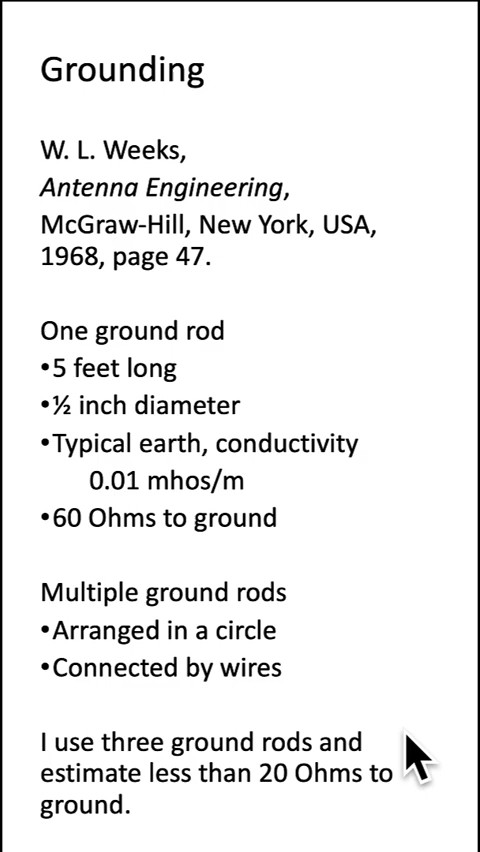 Grounding
W. L. Weeks,
Antenna Engineering,
McGraw-Hill, New York, USA,
1968, page 47.
One ground rod
•5 feet long
•½ inch diameter
•Typical earth, conductivity
0.01 mhos/m
•60 Ohms to ground
Multiple ground rods
•Arranged in a circle
•Connected by wires
I use three ground rods and
estimate less than 20 Ohms to
ground.